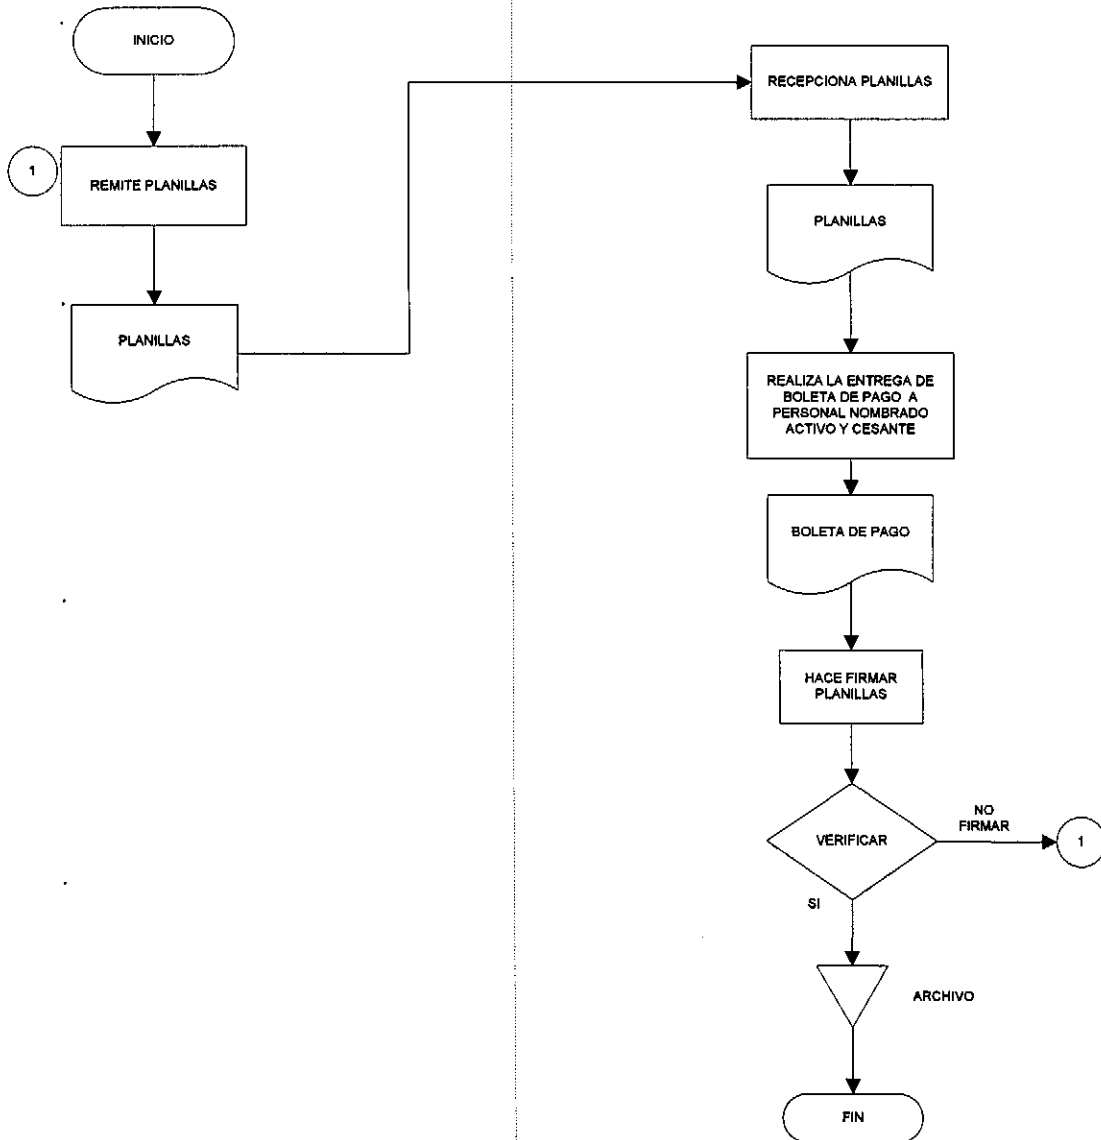 INICIO
1
REMITE PLANILLAS
PLANILLAS
RECEPCIONA PLANILLAS
PLANILLAS
REALIZA LA ENTREGA DE
BOLETA DE PAGO A
PERSONAL NOMBRADO
ACTIVO Y CESANTE
BOLETA DE PAGO
HACE FIRMAR
PLANILLAS
VERIFICAR
NO
FIRMAR
1
SI
ARCHIVO
FIN